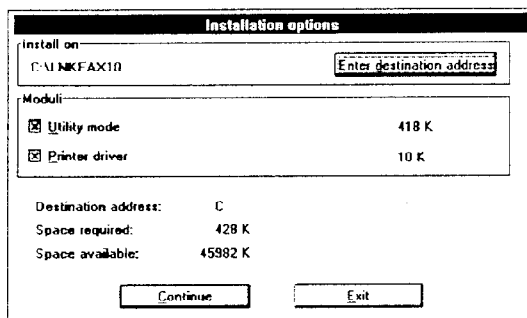 Installation options
Install on
C:\LNKFAX10
Enter destination address
Moduli
Utility mode 418 K
Printer driver 10 K
Destination address: C
Space required: 428 K
Space available: 45982 K
Continue Exit